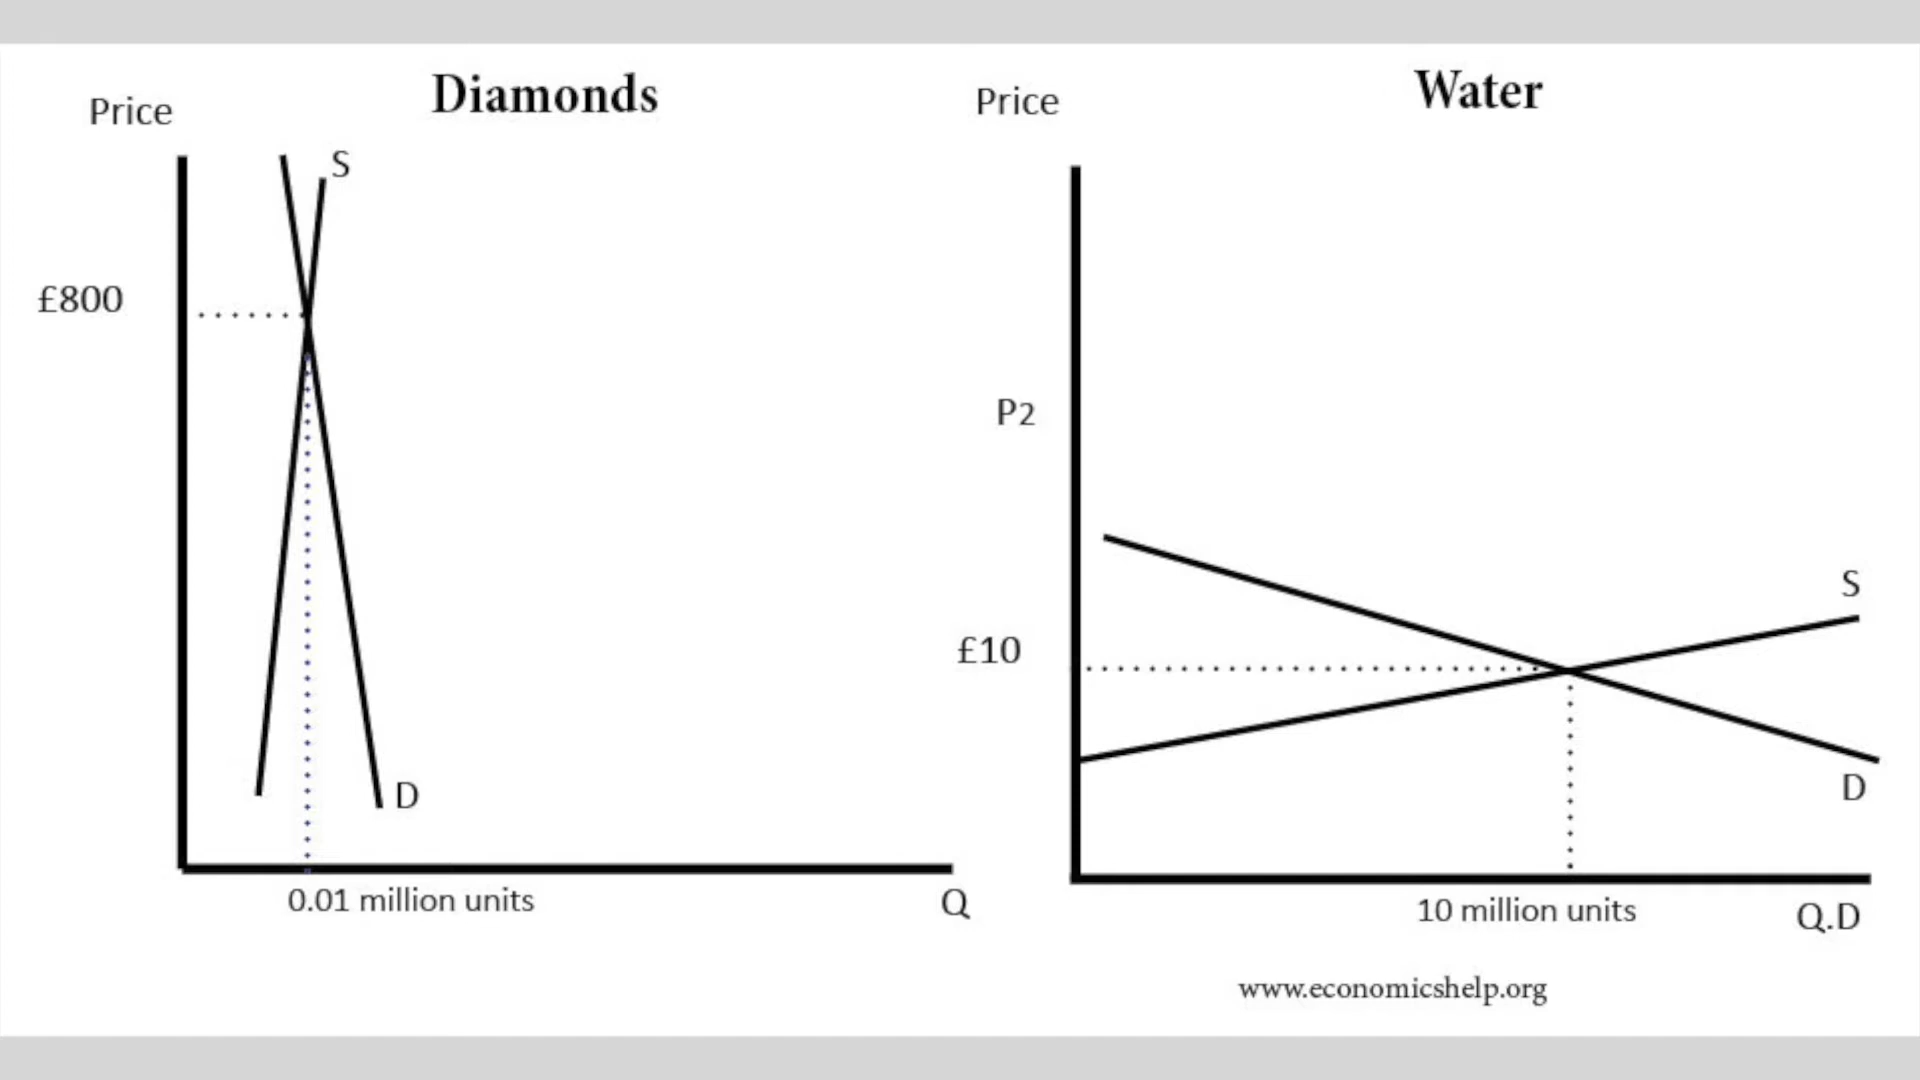 Diamonds
Price
S
£800
D
0.01 million units
Q
Water
Price
P2
£10
S
D
10 million units
Q.D
www.economicshelp.org